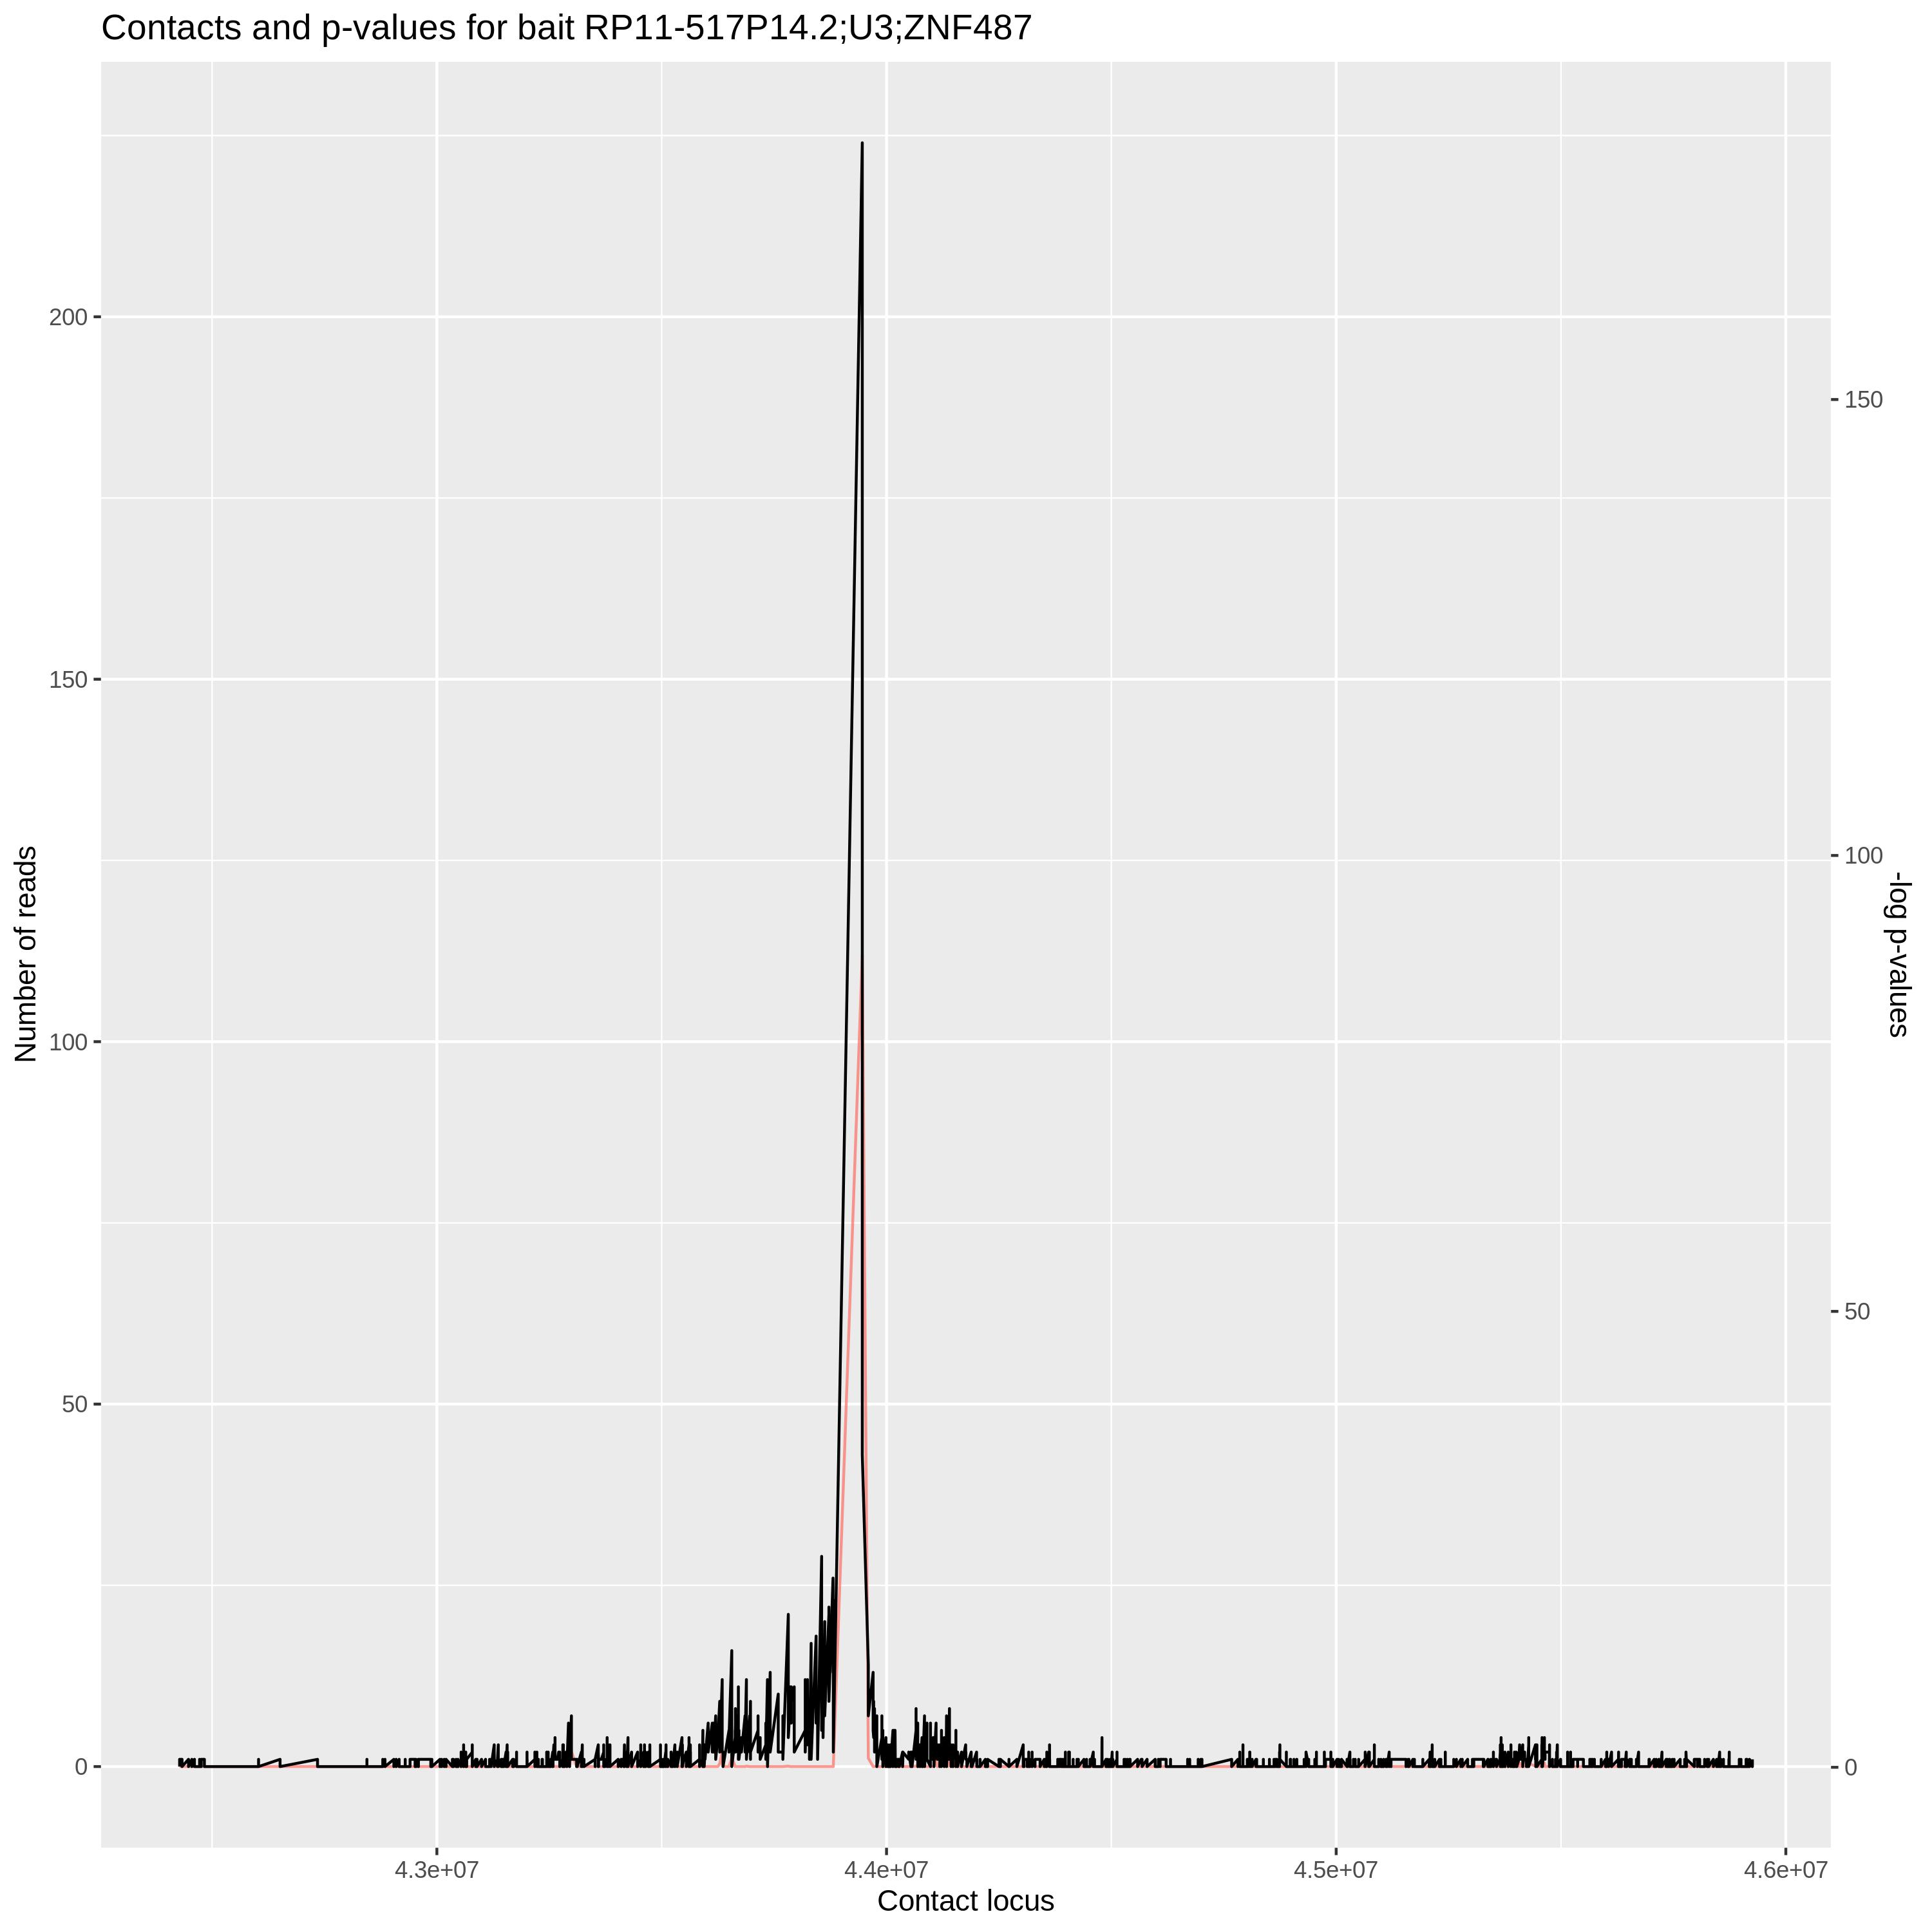 Contacts and p-values for bait RP11-517P14.2;U3;ZNF487
Number of reads
200
150
100
50
0
150
100
50
0
-log p-values
4.3e+07
4.4e+07
4.5e+07
4.6e+07
Contact locus